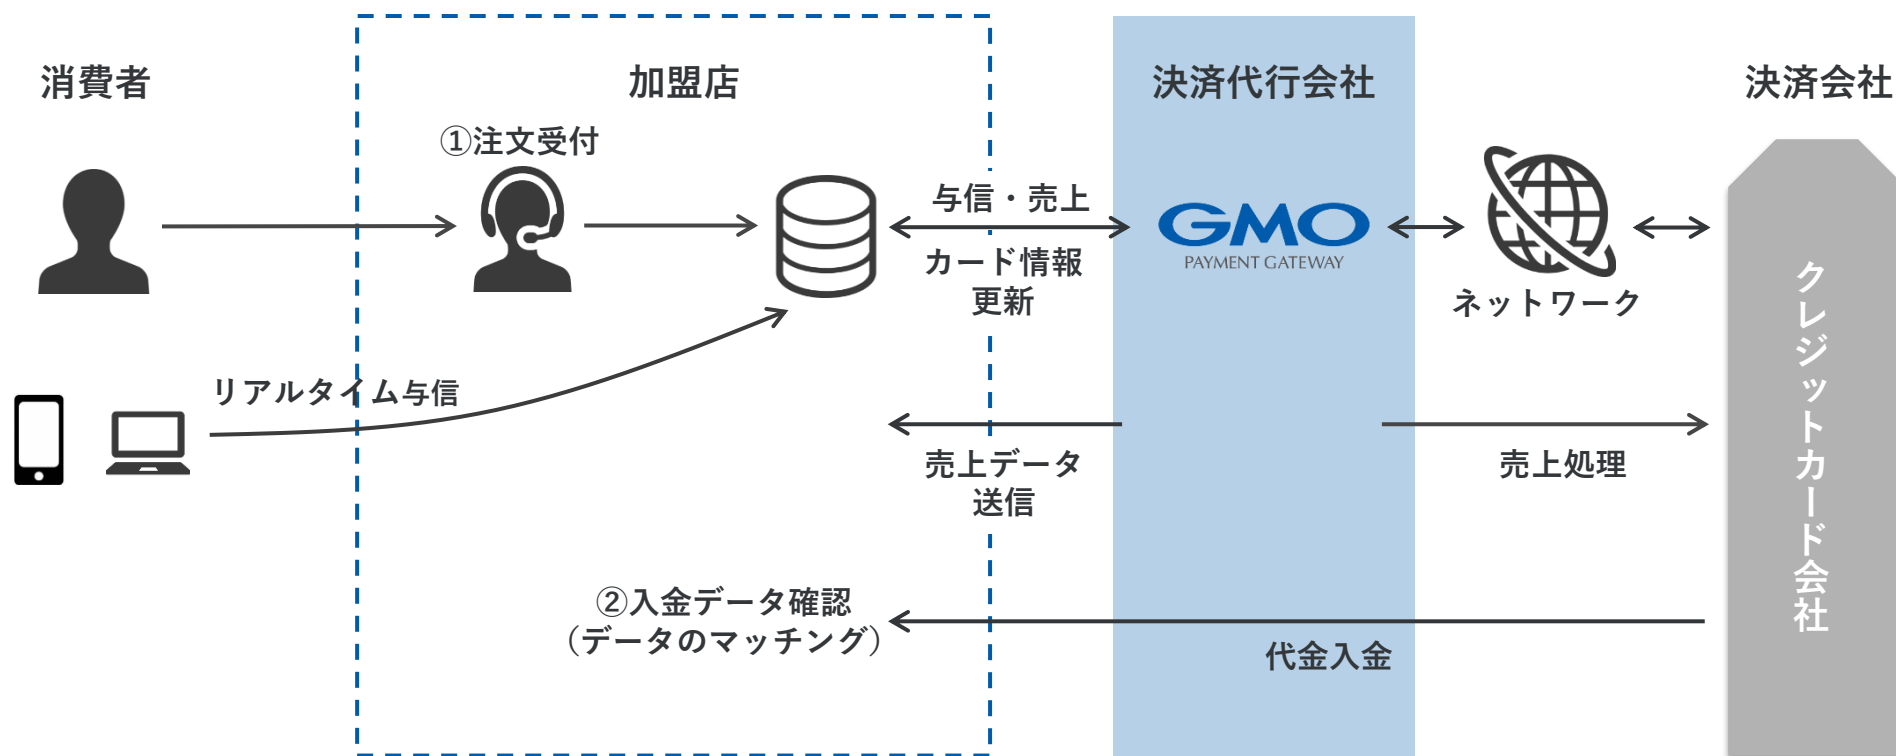 消費者
加盟店
決済代行会社
決済会社
①注文受付
与信・売上
カード情報
更新
GMO
PAYMENT GATEWAY
ネットワーク
クレジットカード会社
リアルタイム与信
売上データ
送信
売上処理
②入金データ確認
（データのマッチング）
代金入金